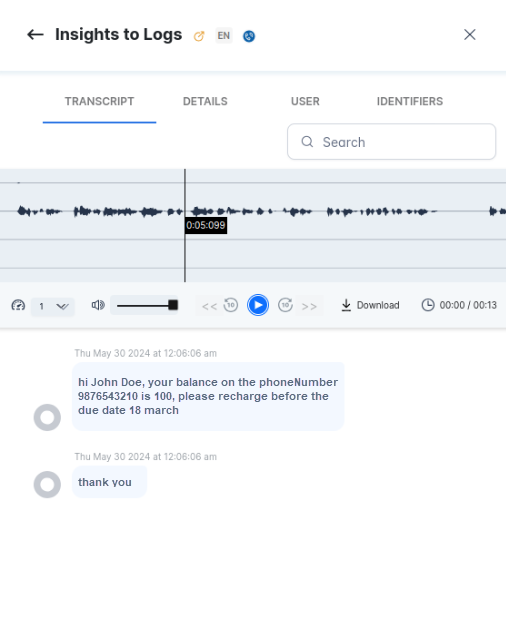 Insights to Logs EN
TRANSCRIPT DETAILS USER IDENTIFIERS
Search
0:05:099
1 << 10 10 >> Download 00:00 / 00:13
Thu May 30 2024 at 12:06:06 am
hi John Doe, your balance on the phoneNumber
9876543210 is 100, please recharge before the
due date 18 march
Thu May 30 2024 at 12:06:06 am
thank you